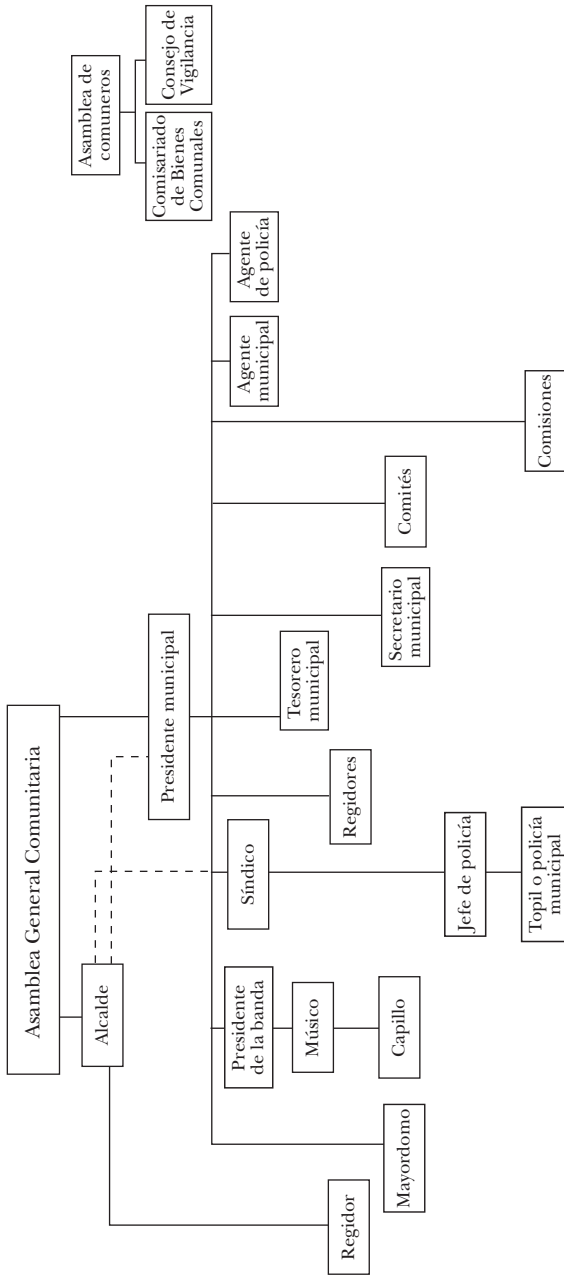 Asamblea General Comunitaria
Alcalde
Presidente municipal
Regidor
Mayordomo
Presidente
de la banda
Músico
Capillo
Síndico
Jefe de policía
Topil o policía
municipal
Regidores
Tesorero
municipal
Secretario
municipal
Comités
Comisiones
Agente
municipal
Agente
de policía
Asamblea de
comuneros
Comisariado
de Bienes
Comunales
Consejo de
Vigilancia